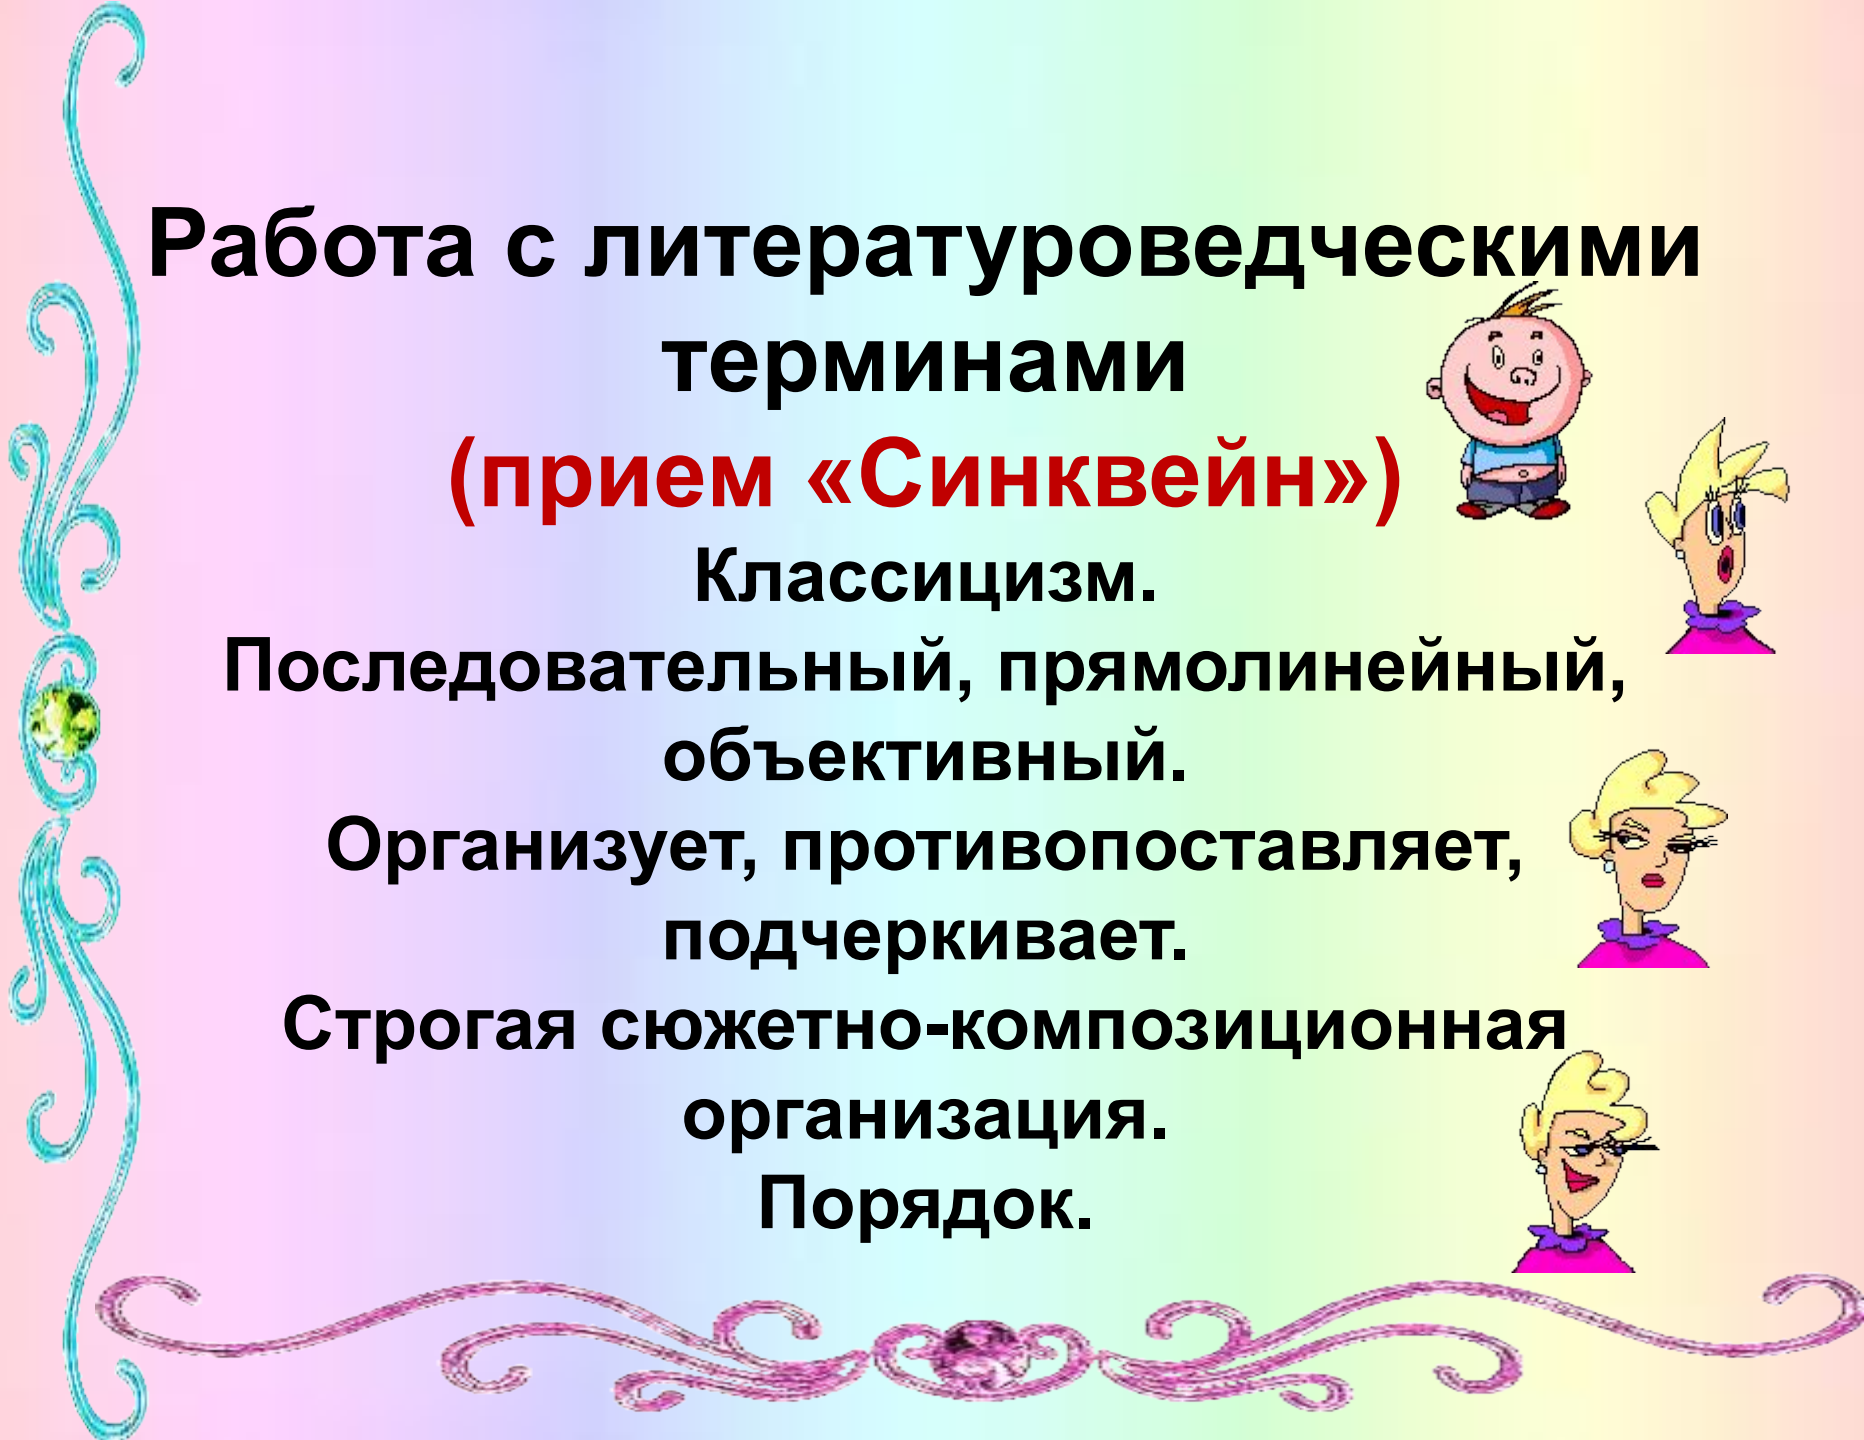 Работа с литературоведческими
терминами
(прием «Синквейн»)
Классицизм.
Последовательный, прямолинейный,
объективный.
Организует, противопоставляет,
подчеркивает.
Строгая сюжетно-композиционная
организация.
Порядок.